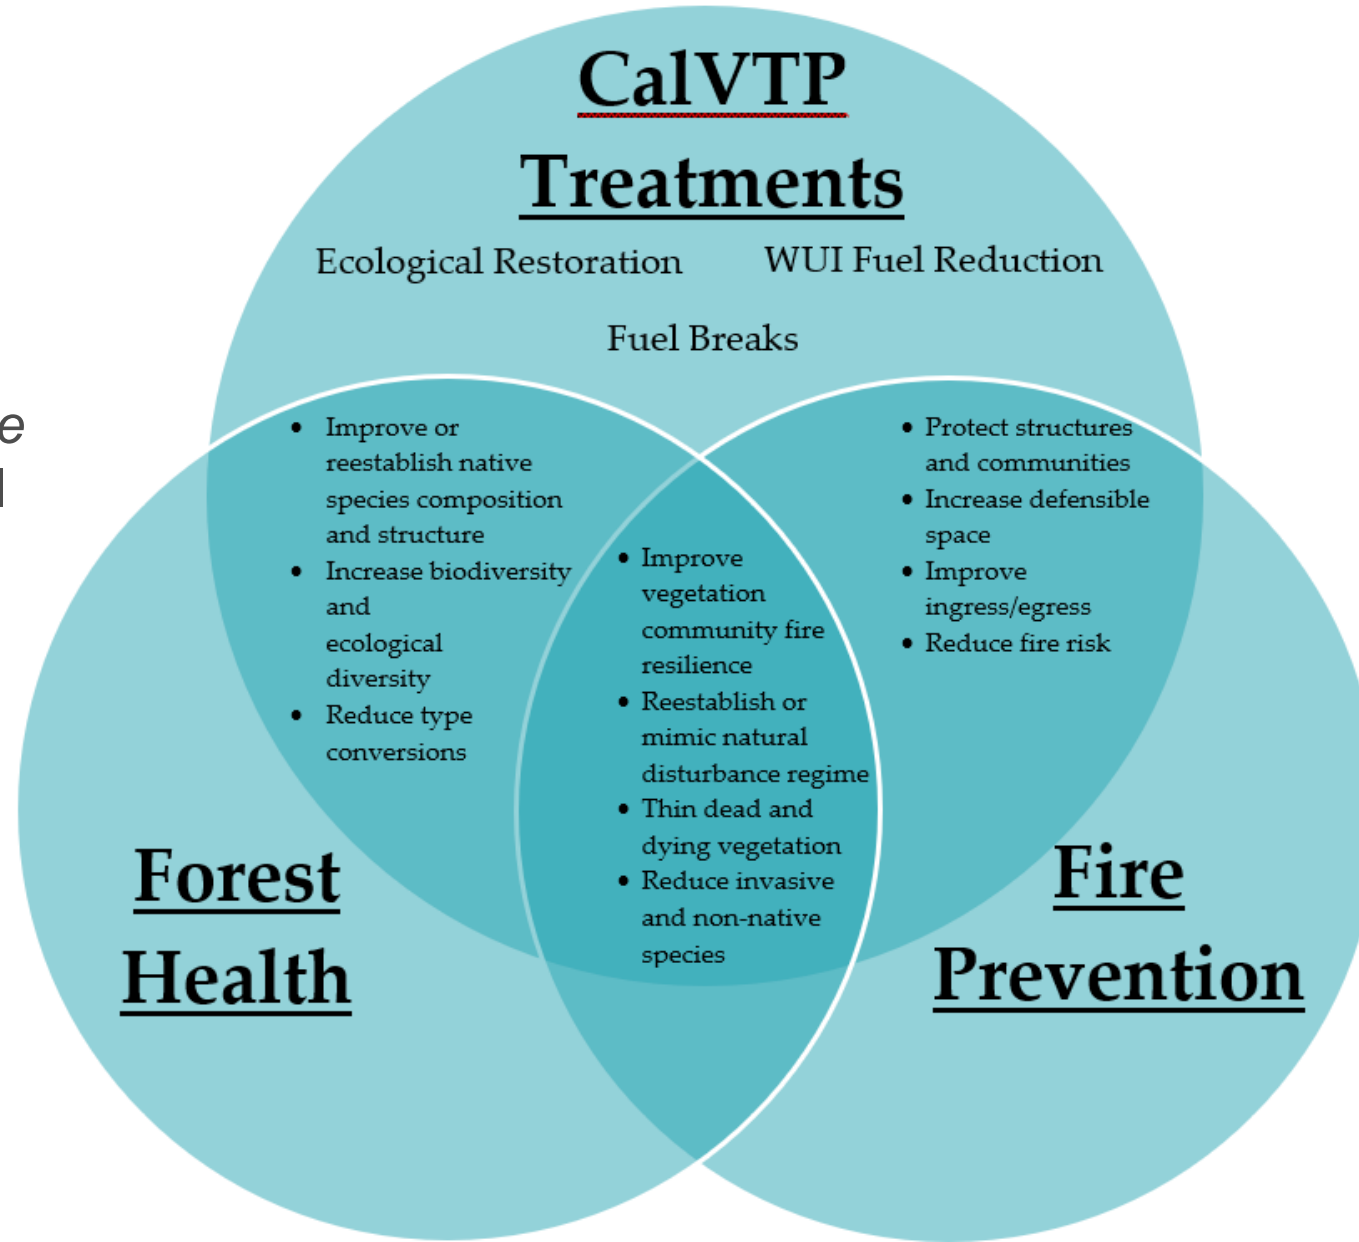 CalVTP
Treatments
Ecological Restoration
WUI Fuel Reduction
Fuel Breaks
e
• Improve or
reestablish native
species composition
and structure
• Increase biodiversity
and
ecological
diversity
• Reduce type
conversions
• Improve
vegetation
community fire
resilience
• Reestablish or
mimic natural
disturbance regime
• Thin dead and
dying vegetation
• Reduce invasive
and non-native
species
• Protect structures
and communities
• Increase defensible
space
• Improve
ingress/egress
• Reduce fire risk
Forest
Health
Fire
Prevention